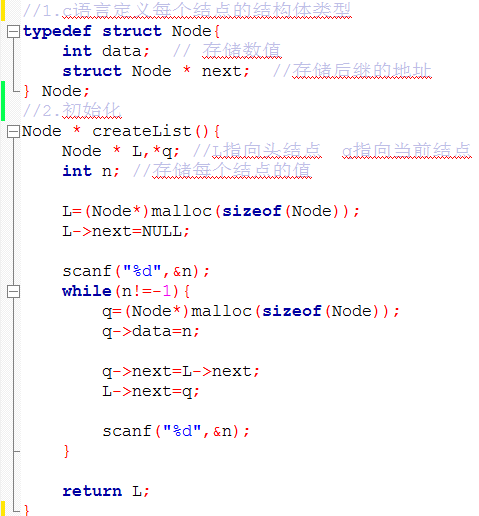 //1.c语言定义每个结点的结构体类型
typedef struct Node{
int data; // 存储数值
struct Node * next; //存储后继的地址
} Node;
//2.初始化
Node * createList(){
Node * L,*q; //L指向头结点 q指向当前结点
int n; //存储每个结点的值
L=(Node*)malloc(sizeof(Node));
L->next=NULL;
scanf("%d",&n);
while(n!=-1){
q=(Node*)malloc(sizeof(Node));
q->data=n;
q->next=L->next;
L->next=q;
scanf("%d",&n);
}
return L;
}